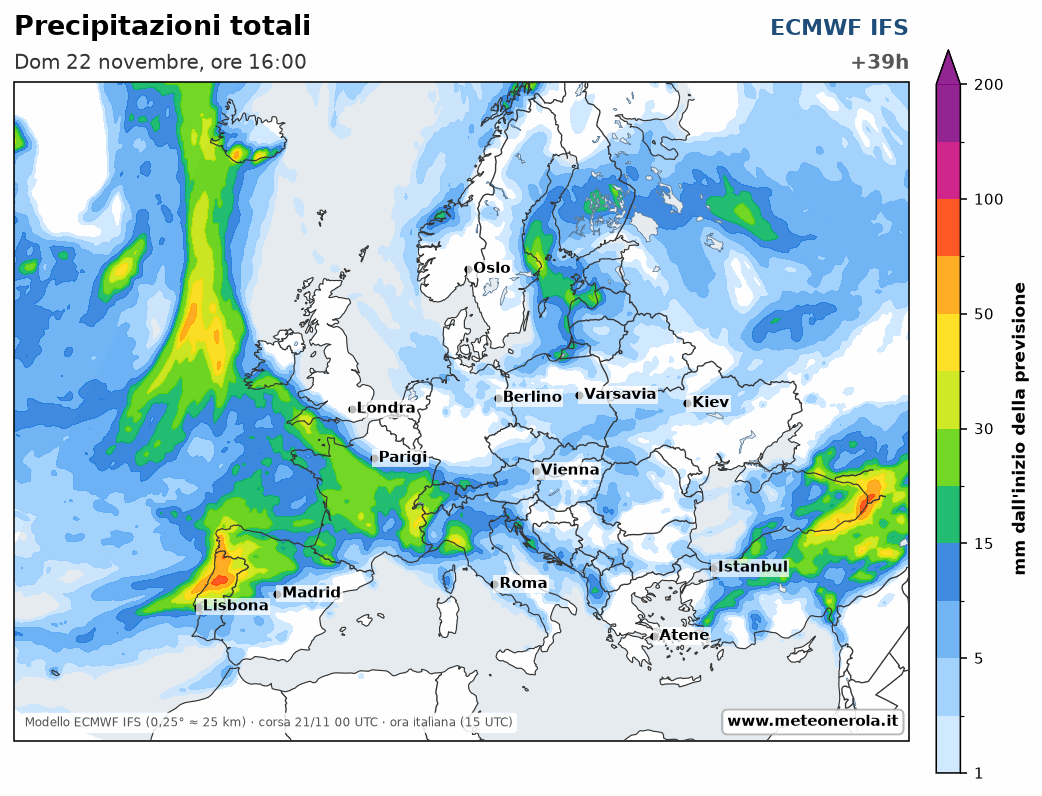 Precipitazioni totali
ECMWF IFS
Dom 22 novembre, ore 16:00
+39h
200
100
50
30
15
5
1
mm dall'inizio della previsione
Oslo
Londra
Berlino
Varsavia
Kiev
Parigi
Vienna
Istanbul
Roma
Madrid
Lisbona
Atene
Modello ECMWF IFS (0,25° ≈ 25 km) · corsa 21/11 00 UTC · ora italiana (15 UTC)
www.meteonerola.it